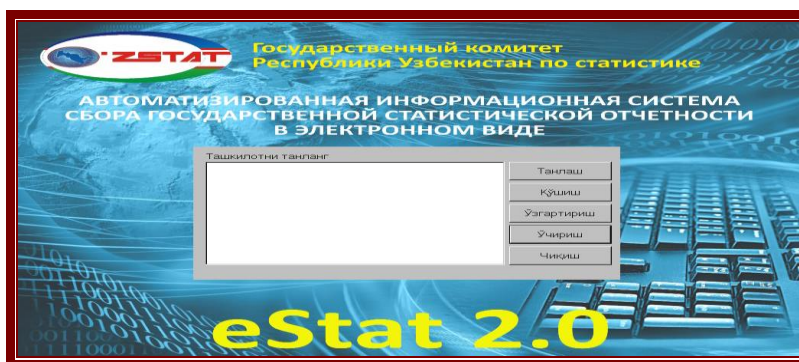 O'ZSTAT
Государственный комитет
Республики Узбекистан по статистике
АВТОМАТИЗИРОВАННАЯ ИНФОРМАЦИОННАЯ СИСТЕМА
СБОРА ГОСУДАРСТВЕННОЙ СТАТИСТИЧЕСКОЙ ОТЧЕТНОСТИ
В ЭЛЕКТРОННОМ ВИДЕ
Ташкилотни танланг
Танлаш
Қўшиш
Ўзгартириш
Ўчириш
Чиқиш
eStat 2.0